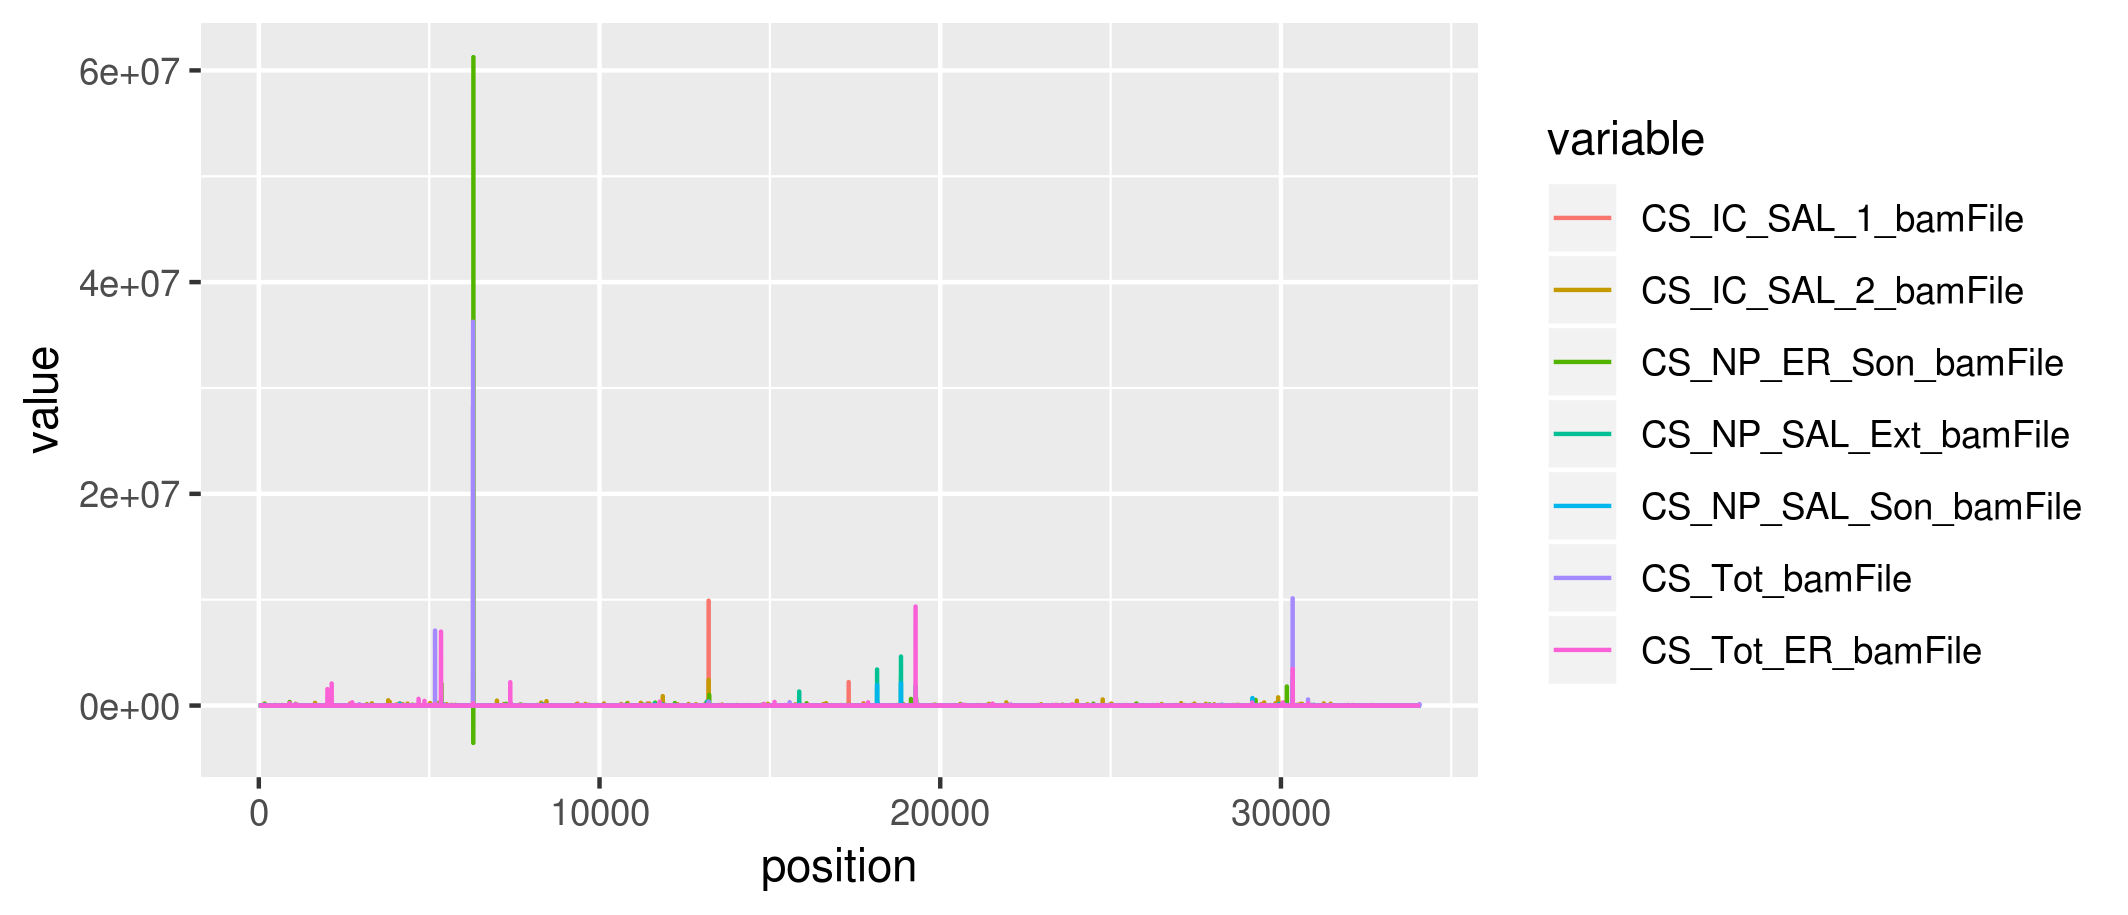 6e+07
4e+07
2e+07
0e+00
value
0
10000
20000
30000
position
variable
CS_IC_SAL_1_bamFile
CS_IC_SAL_2_bamFile
CS_NP_ER_Son_bamFile
CS_NP_SAL_Ext_bamFile
CS_NP_SAL_Son_bamFile
CS_Tot_bamFile
CS_Tot_ER_bamFile